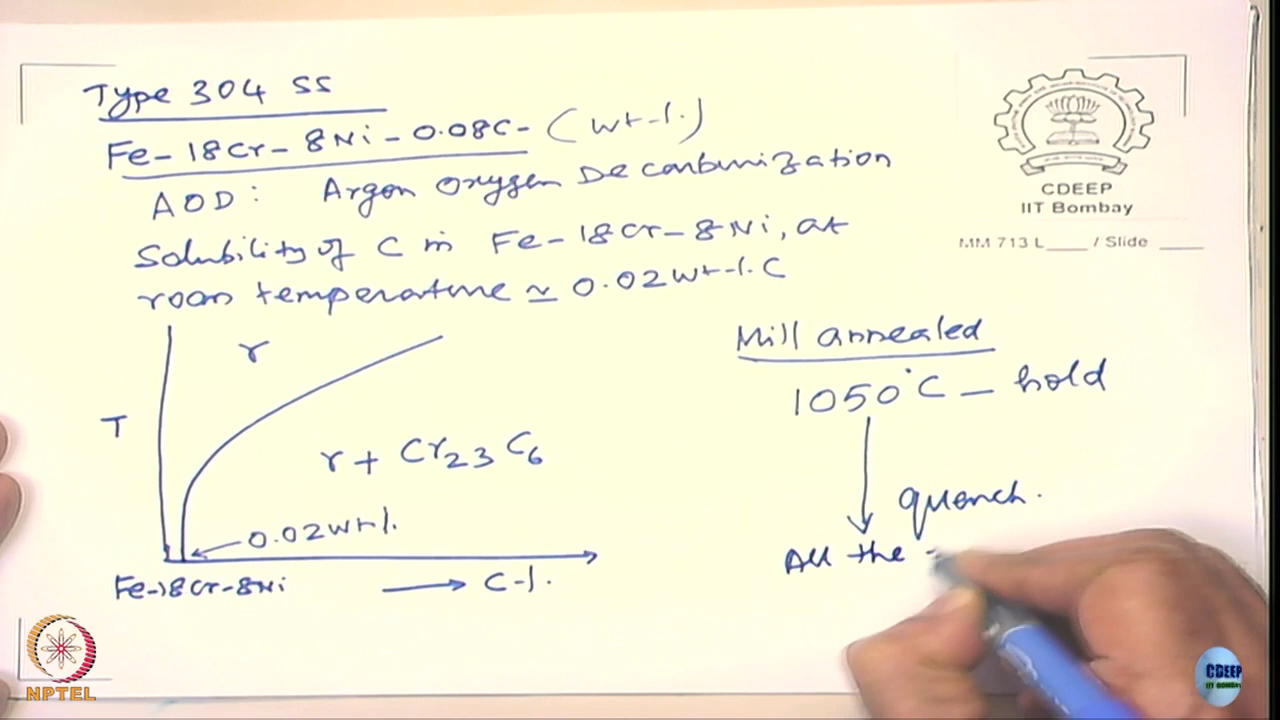 Type 304 SS
Fe-18Cr-8Ni-0.08C- (wt-%)
AOD: Argon Oxygen Decarburization
Solubility of C in Fe-18Cr-8Ni, at
room temperature ≃ 0.02wt-%C
γ
T
γ + Cr23C6
0.02wt%
Fe-18Cr-8Ni → C-%.
Mill annealed
1050°C - hold
quench.
All the
CDEEP
IIT Bombay
MM 713 L____ / Slide ____
NPTEL
CDEEP
IIT BOMBAY